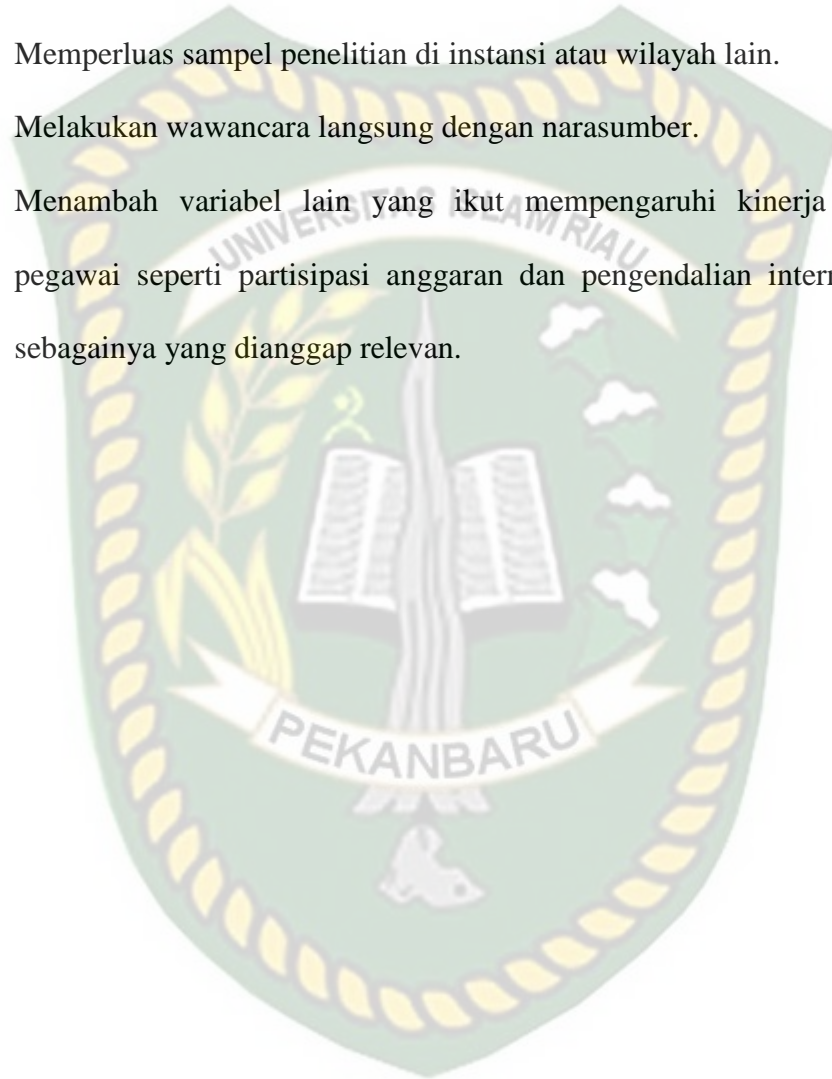 Memperluas sampel penelitian di instansi atau wilayah lain.
Melakukan wawancara langsung dengan narasumber.
Menambah variabel lain yang ikut mempengaruhi kinerja
UNIVERSITAS ISLAM RIAU
pegawai seperti partisipasi anggaran dan pengendalian intern
sebagainya yang dianggap relevan.
PEKANBARU